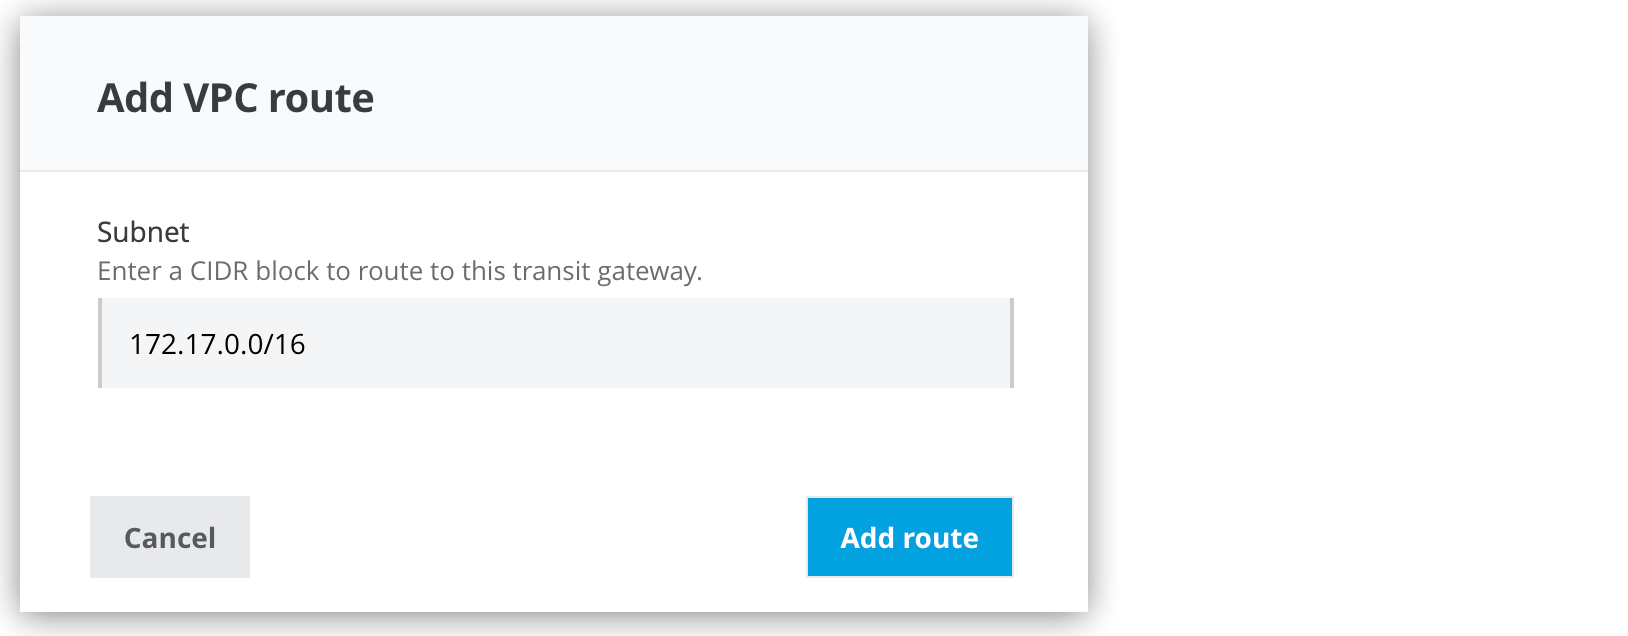 Add VPC route
Subnet
Enter a CIDR block to route to this transit gateway.
172.17.0.0/16
Cancel
Add route